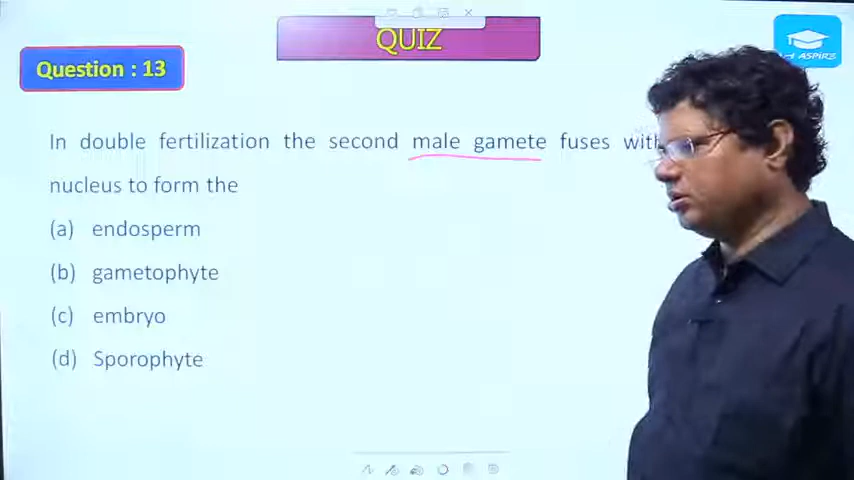 QUIZ
Question : 13
ASPIRE
In double fertilization the second male gamete fuses with
nucleus to form the
(a) endosperm
(b) gametophyte
(c) embryo
(d) Sporophyte